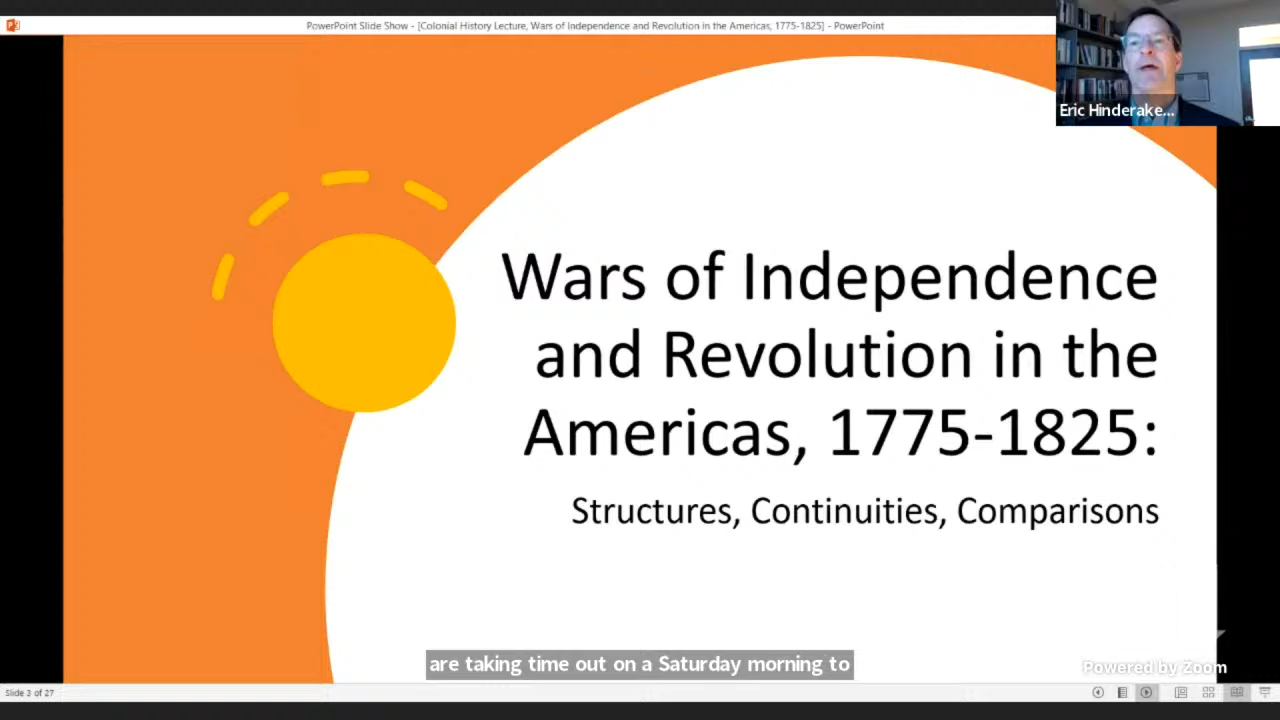 PowerPoint Slide Show - [Colonial History Lecture, Wars of Independence and Revolution in the Americas, 1775-1825] - PowerPoint
Eric Hinderake...
Wars of Independence
and Revolution in the
Americas, 1775-1825:
Structures, Continuities, Comparisons
are taking time out on a Saturday morning to
Powered by Zoom
Slide 3 of 27